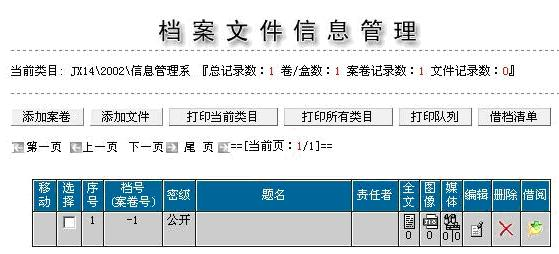 档案文件信息管理
当前类目: JX14\2002\信息管理系 『总记录数：1 卷/盒数：1 案卷记录数：1 文件记录数：0』
添加案卷 添加文件 打印当前类目 打印所有类目 打印队列 借档清单
第一页 上一页 下一页 尾 页 ==[当前页：1/1]==
移动 选择 序号 档号(案卷号) 密级 题名 责任者 全文 图像 媒体 编辑 删除 借阅
1 -1 公开 0 0 0|0